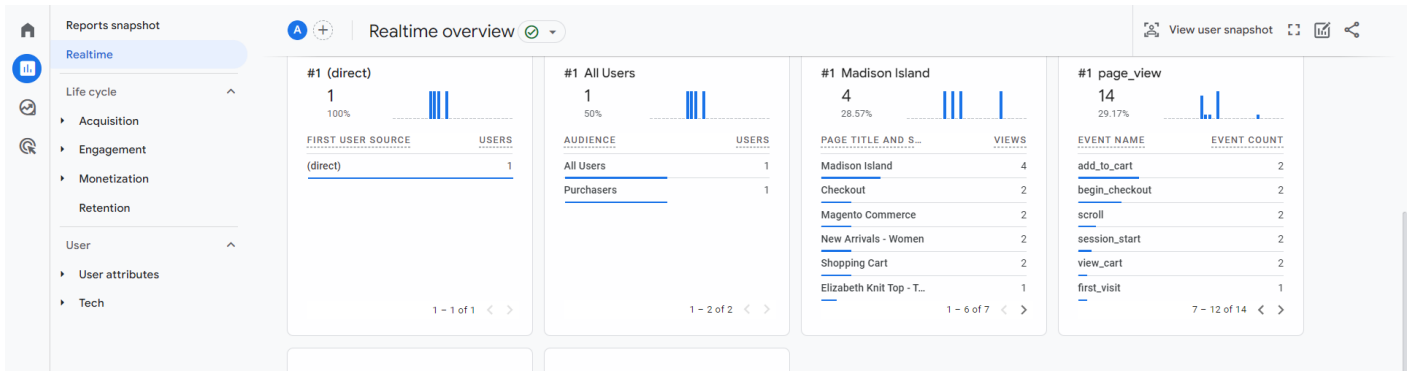 Reports snapshot
Realtime
Life cycle
Acquisition
Engagement
Monetization
Retention
User
User attributes
Tech
A
Realtime overview
View user snapshot
#1 (direct)
1
100%
FIRST USER SOURCE USERS
(direct) 1
1 – 1 of 1
#1 All Users
1
50%
AUDIENCE USERS
All Users 1
Purchasers 1
1 – 2 of 2
#1 Madison Island
4
28.57%
PAGE TITLE AND S… VIEWS
Madison Island 4
Checkout 2
Magento Commerce 2
New Arrivals - Women 2
Shopping Cart 2
Elizabeth Knit Top - T… 1
1 – 6 of 7
#1 page_view
14
29.17%
EVENT NAME EVENT COUNT
add_to_cart 2
begin_checkout 2
scroll 2
session_start 2
view_cart 2
first_visit 1
7 – 12 of 14